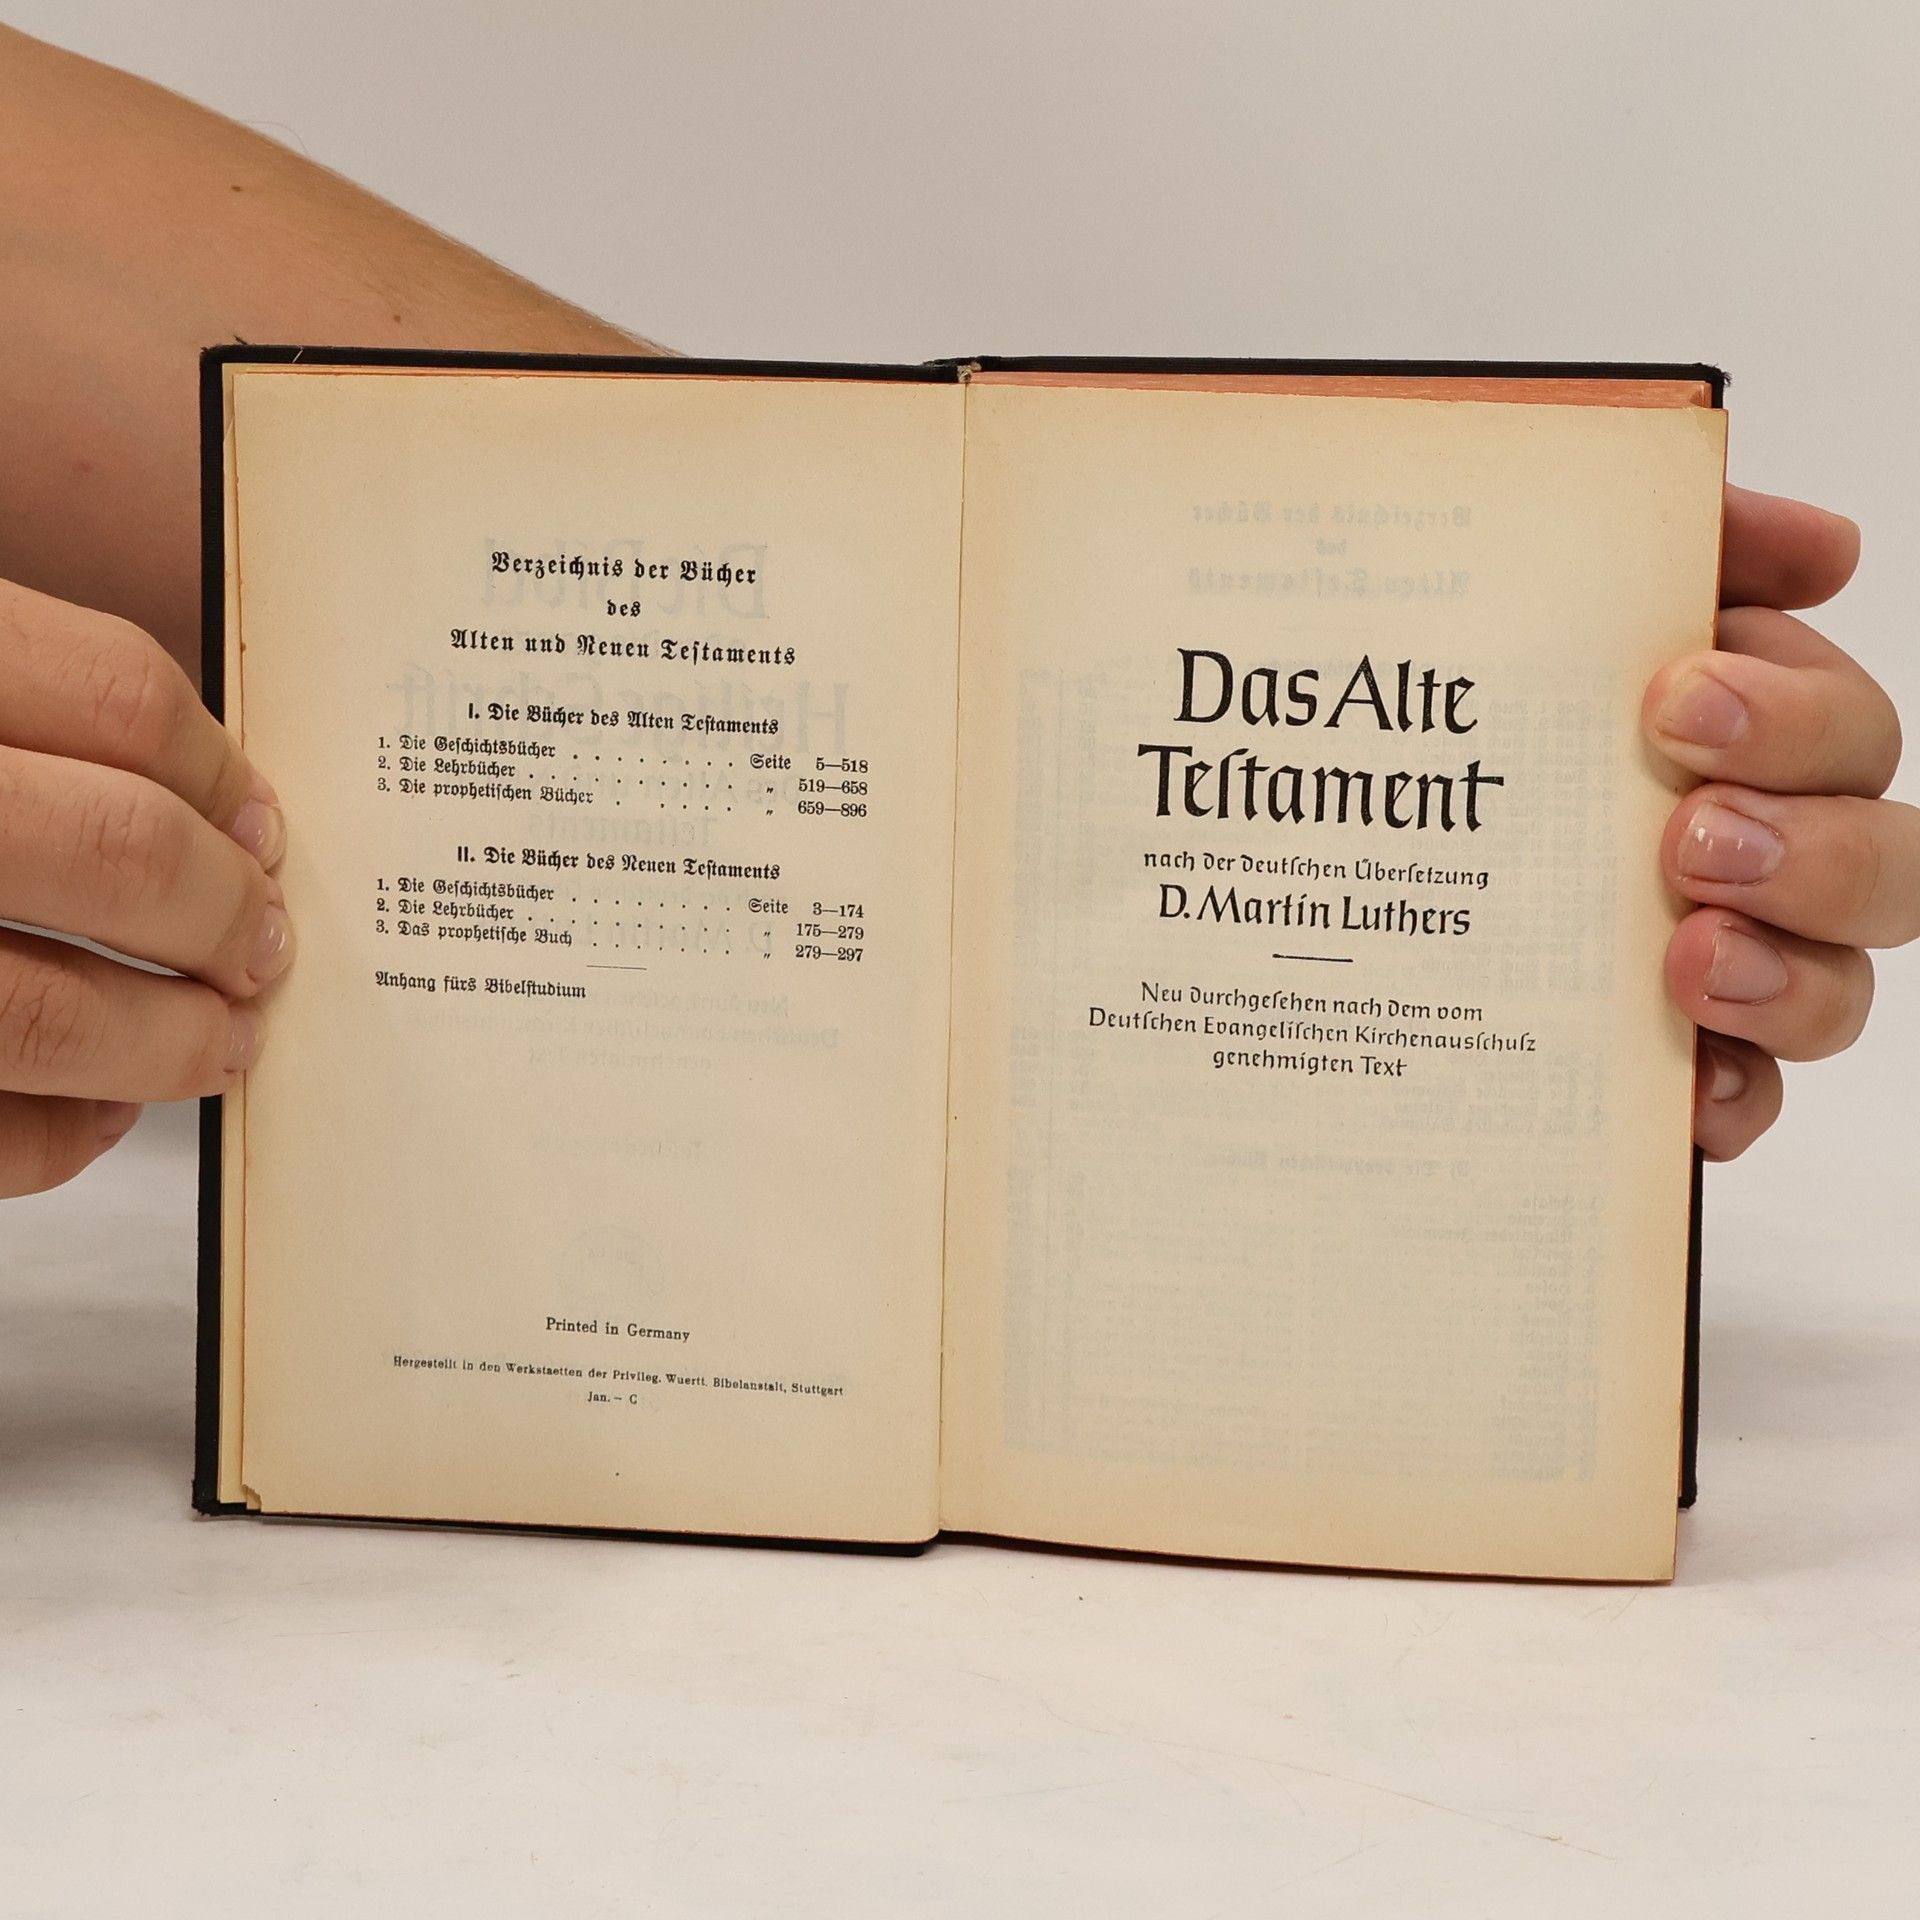 Verzeichnis der Bücher
des
Alten und Neuen Teſtaments
I. Die Bücher des Alten Teſtaments
1. Die Geſchichtsbücher . . . . . . . . Seite 5—518
2. Die Lehrbücher . . . . . . . . . . „ 519—658
3. Die prophetiſchen Bücher . . . . . „ 659—896
II. Die Bücher des Neuen Teſtaments
1. Die Geſchichtsbücher . . . . . . . . Seite 3—174
2. Die Lehrbücher . . . . . . . . . . „ 175—279
3. Das prophetiſche Buch . . . . . . . „ 279—297
Anhang fürs Bibelſtudium
Printed in Germany
Hergestellt in den Werkstaetten der Privileg. Wuertt. Bibelanstalt, Stuttgart
Jan. – C
Das Alte
Teſtament
nach der deutſchen Überſetzung
D. Martin Luthers
Neu durchgeſehen nach dem vom
Deutſchen Evangeliſchen Kirchenausſchuſz
genehmigten Text